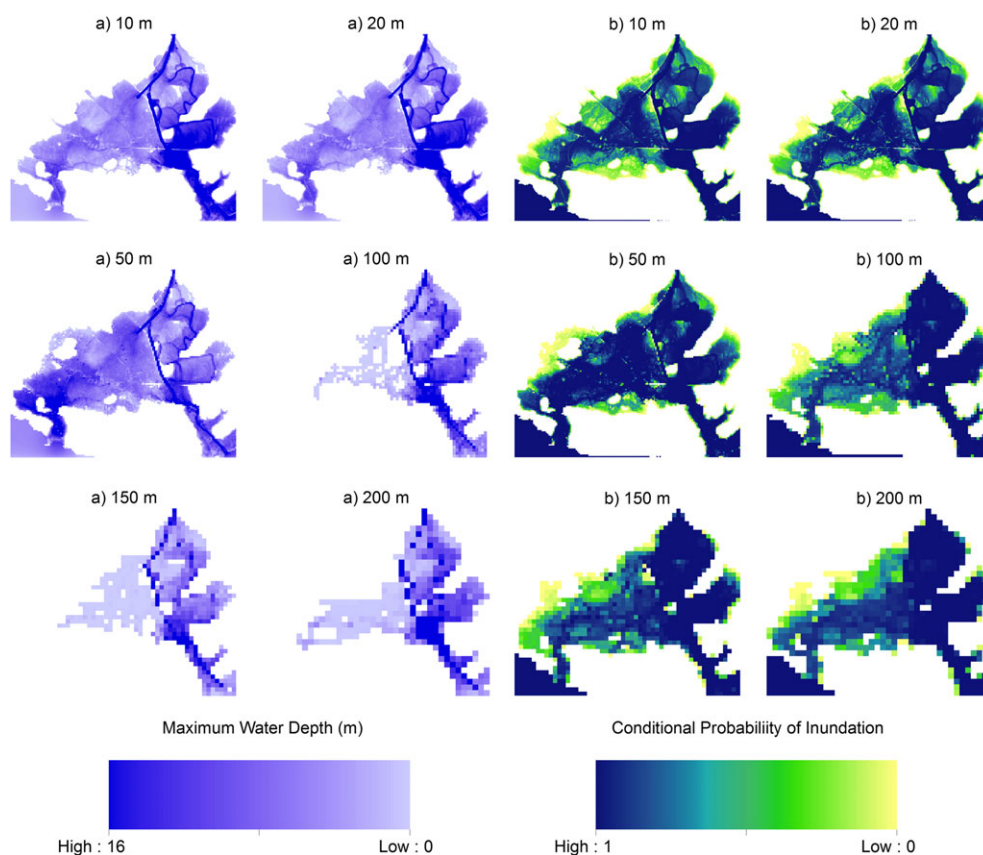 a) 10 m
a) 20 m
b) 10 m
b) 20 m
a) 50 m
a) 100 m
b) 50 m
b) 100 m
a) 150 m
a) 200 m
b) 150 m
b) 200 m
Maximum Water Depth (m)
Conditional Probabiliity of Inundation
High : 16
Low : 0
High : 1
Low : 0